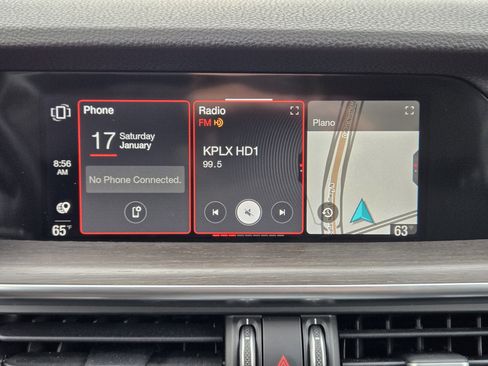 Phone
17 Saturday
January
No Phone Connected.
8:56
AM
65°F
Radio
FM
KPLX HD1
99.5
Plano
63